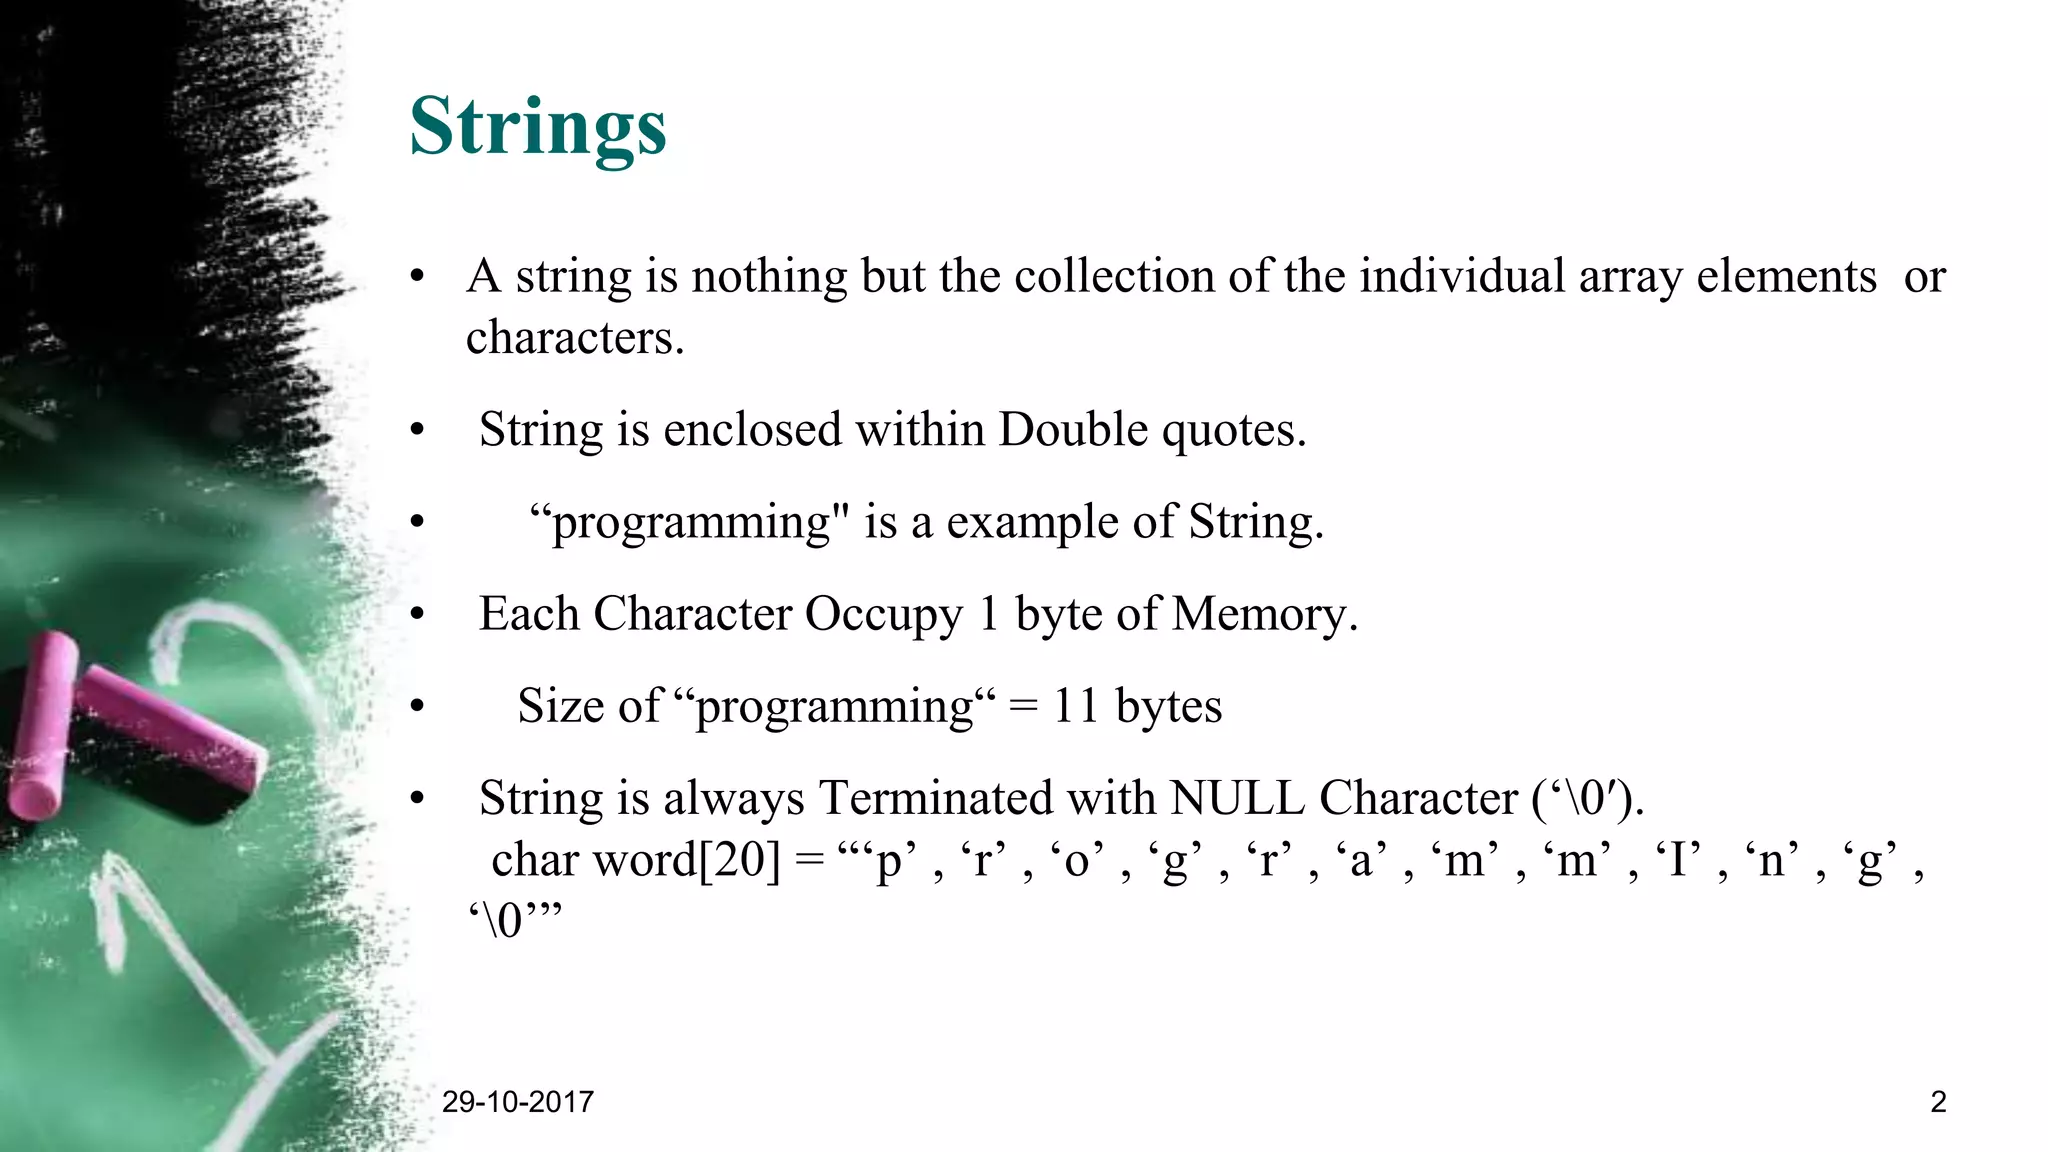 Strings
• A string is nothing but the collection of the individual array elements  or
characters.
• String is enclosed within Double quotes.
• “programming" is a example of String.
• Each Character Occupy 1 byte of Memory.
• Size of “programming“ = 11 bytes
• String is always Terminated with NULL Character (‘\0′).
char word[20] = “‘p’ , ‘r’ , ‘o’ , ‘g’ , ‘r’ , ‘a’ , ‘m’ , ‘m’ , ‘I’ , ‘n’ , ‘g’ ,
‘\0’”
29-10-2017
2